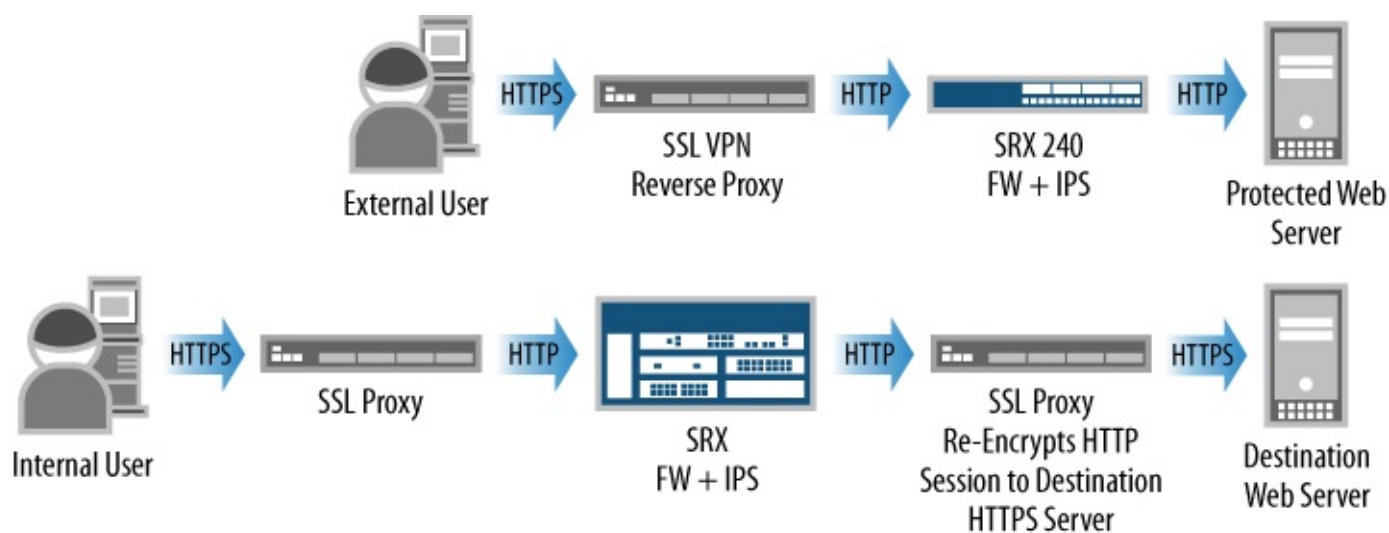 HTTPS
HTTP
HTTP
SSL VPN
Reverse Proxy
SRX 240
FW + IPS
External User
Protected Web
Server
HTTPS
HTTP
HTTP
HTTPS
SSL Proxy
SRX
FW + IPS
SSL Proxy
Re-Encrypts HTTP
Session to Destination
HTTPS Server
Internal User
Destination
Web Server